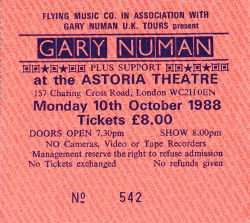 FLYING MUSIC CO. IN ASSOCIATION WITH
GARY NUMAN U.K. TOURS present
GARY NUMAN
PLUS SUPPORT
at the ASTORIA THEATRE
157 Charing Cross Road, London WC2H 0EN
Monday 10th October 1988
Tickets £8.00
DOORS OPEN 7.30pm SHOW 8.00pm
NO Cameras, Video or Tape Recorders
Management reserve the right to refuse admission
No Tickets exchanged No refunds given
Nº 542